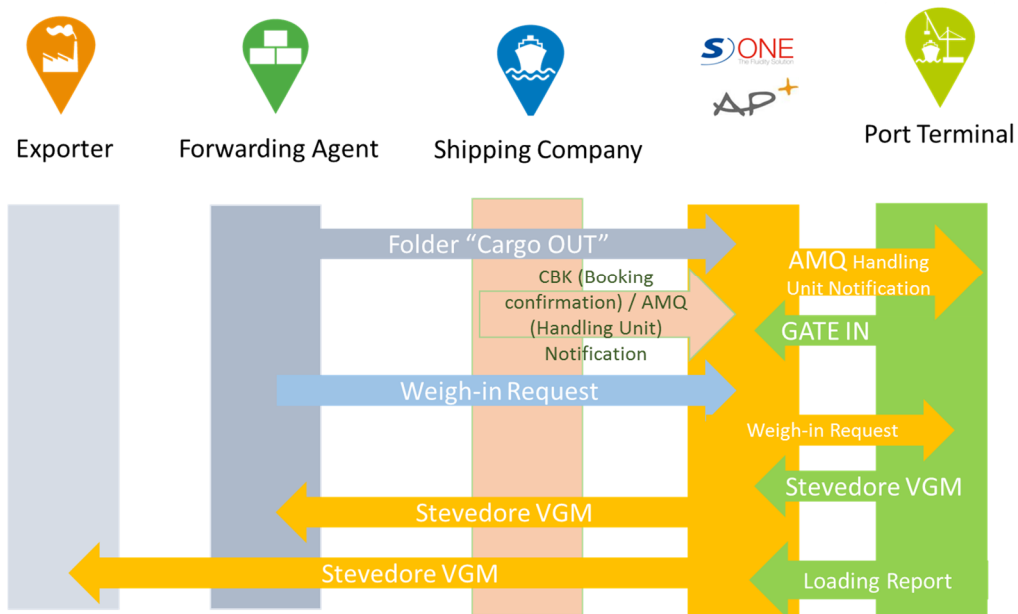 S)ONE
The Fluidity Solution
AP+
Exporter
Forwarding Agent
Shipping Company
Port Terminal
Folder “Cargo OUT”
AMQ Handling
Unit Notification
CBK (Booking
confirmation) / AMQ
(Handling Unit)
Notification
GATE IN
Weigh-in Request
Weigh-in Request
Stevedore VGM
Stevedore VGM
Stevedore VGM
Loading Report